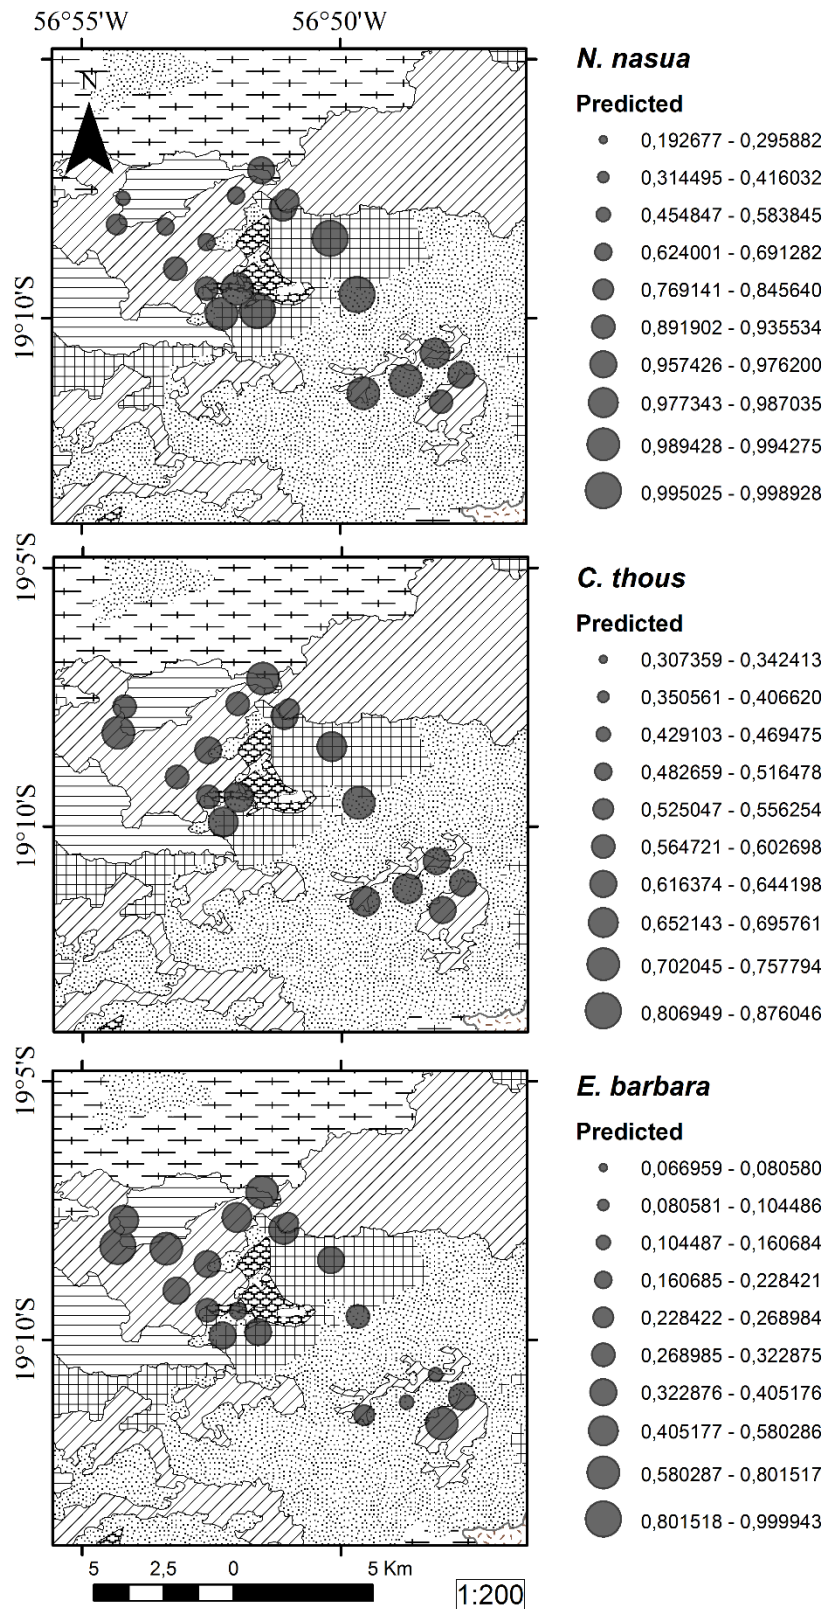 56°55'W 56°50'W
N
19°10'S
N. nasua
Predicted
0,192677 - 0,295882
0,314495 - 0,416032
0,454847 - 0,583845
0,624001 - 0,691282
0,769141 - 0,845640
0,891902 - 0,935534
0,957426 - 0,976200
0,977343 - 0,987035
0,989428 - 0,994275
0,995025 - 0,998928
19°5'S
19°10'S
C. thous
Predicted
0,307359 - 0,342413
0,350561 - 0,406620
0,429103 - 0,469475
0,482659 - 0,516478
0,525047 - 0,556254
0,564721 - 0,602698
0,616374 - 0,644198
0,652143 - 0,695761
0,702045 - 0,757794
0,806949 - 0,876046
19°5'S
19°10'S
E. barbara
Predicted
0,066959 - 0,080580
0,080581 - 0,104486
0,104487 - 0,160684
0,160685 - 0,228421
0,228422 - 0,268984
0,268985 - 0,322875
0,322876 - 0,405176
0,405177 - 0,580286
0,580287 - 0,801517
0,801518 - 0,999943
5 2,5 0 5 Km
1:200